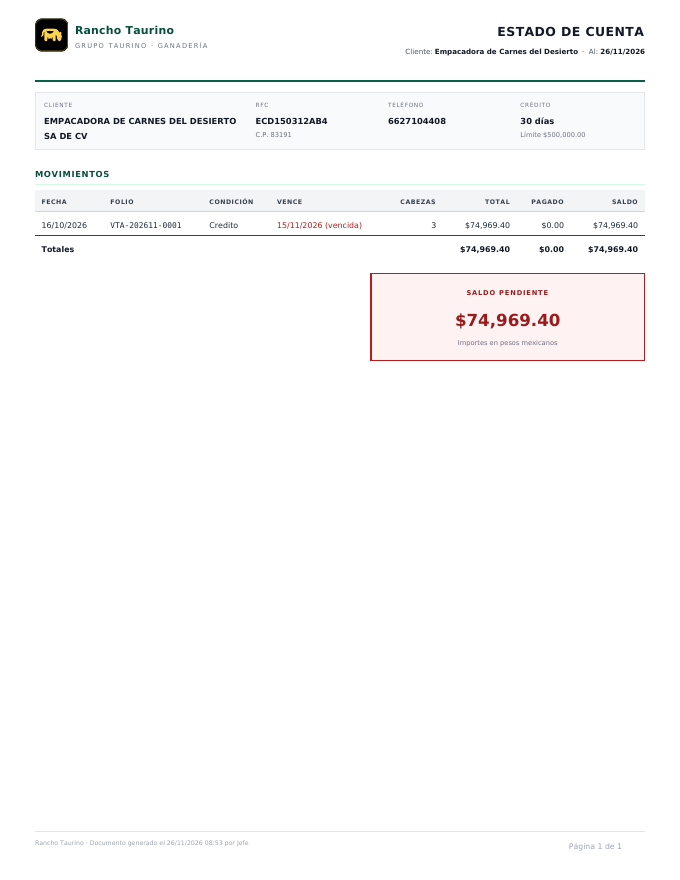 Rancho Taurino
GRUPO TAURINO · GANADERÍA
ESTADO DE CUENTA
Cliente: Empacadora de Carnes del Desierto · Al: 26/11/2026
CLIENTE RFC TELÉFONO CRÉDITO
EMPACADORA DE CARNES DEL DESIERTO ECD150312AB4 6627104408 30 días
SA DE CV C.P. 83191 Límite $500,000.00
MOVIMIENTOS
FECHA FOLIO CONDICIÓN VENCE CABEZAS TOTAL PAGADO SALDO
16/10/2026 VTA-202611-0001 Credito 15/11/2026 (vencida) 3 $74,969.40 $0.00 $74,969.40
Totales $74,969.40 $0.00 $74,969.40
SALDO PENDIENTE
$74,969.40
Importes en pesos mexicanos
Rancho Taurino · Documento generado el 26/11/2026 08:53 por Jefe
Página 1 de 1